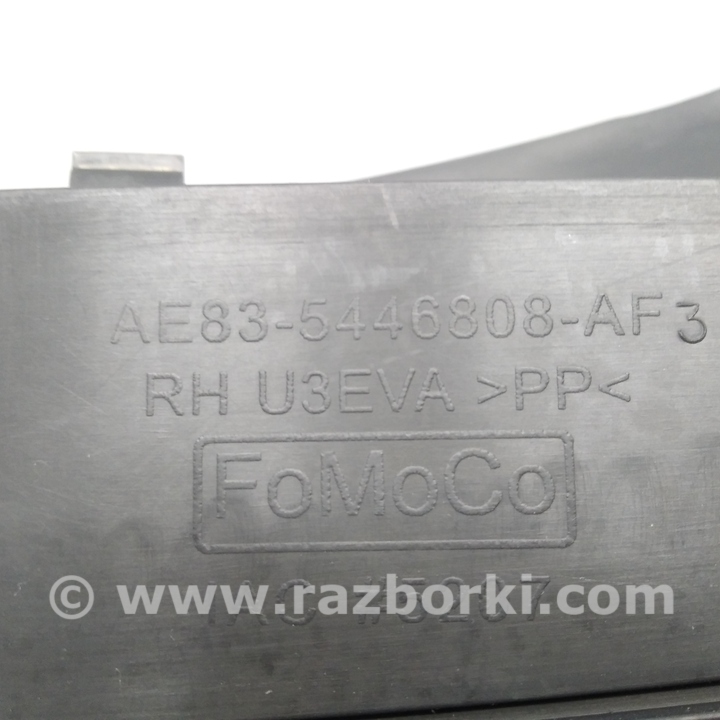 AE83-5446808-AF3
RH U3EVA >PP<
FoMoCo
© www.razborki.com